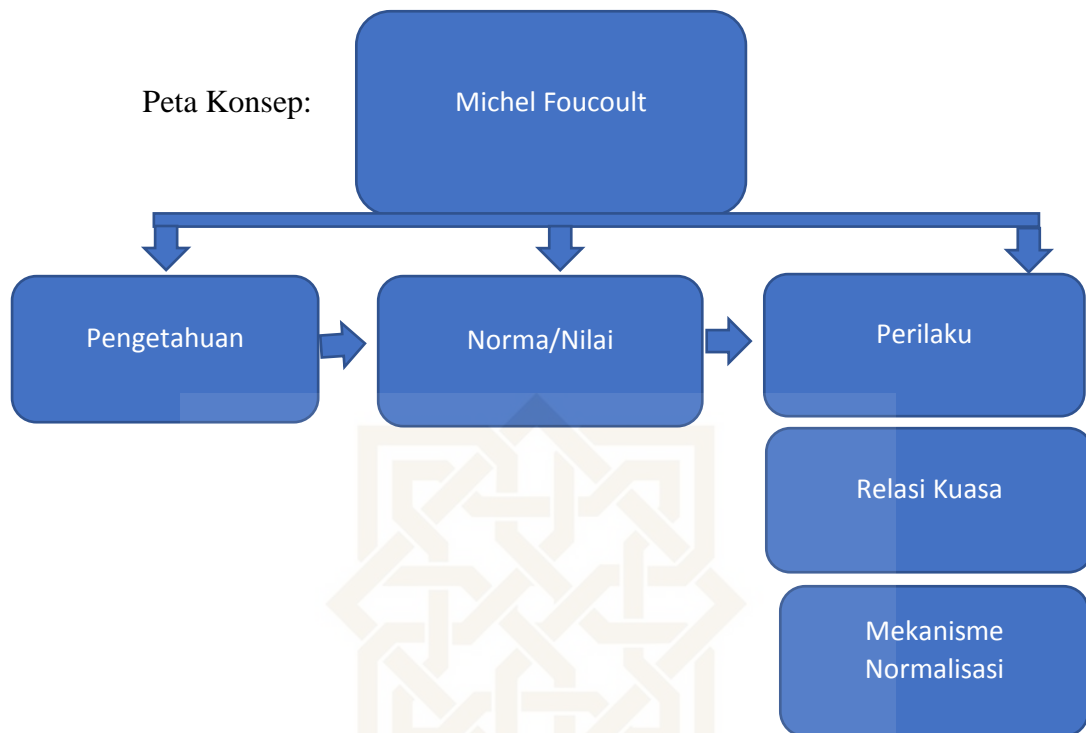 Peta Konsep:
Michel Foucoult
Pengetahuan
Norma/Nilai
Perilaku
Relasi Kuasa
Mekanisme
Normalisasi